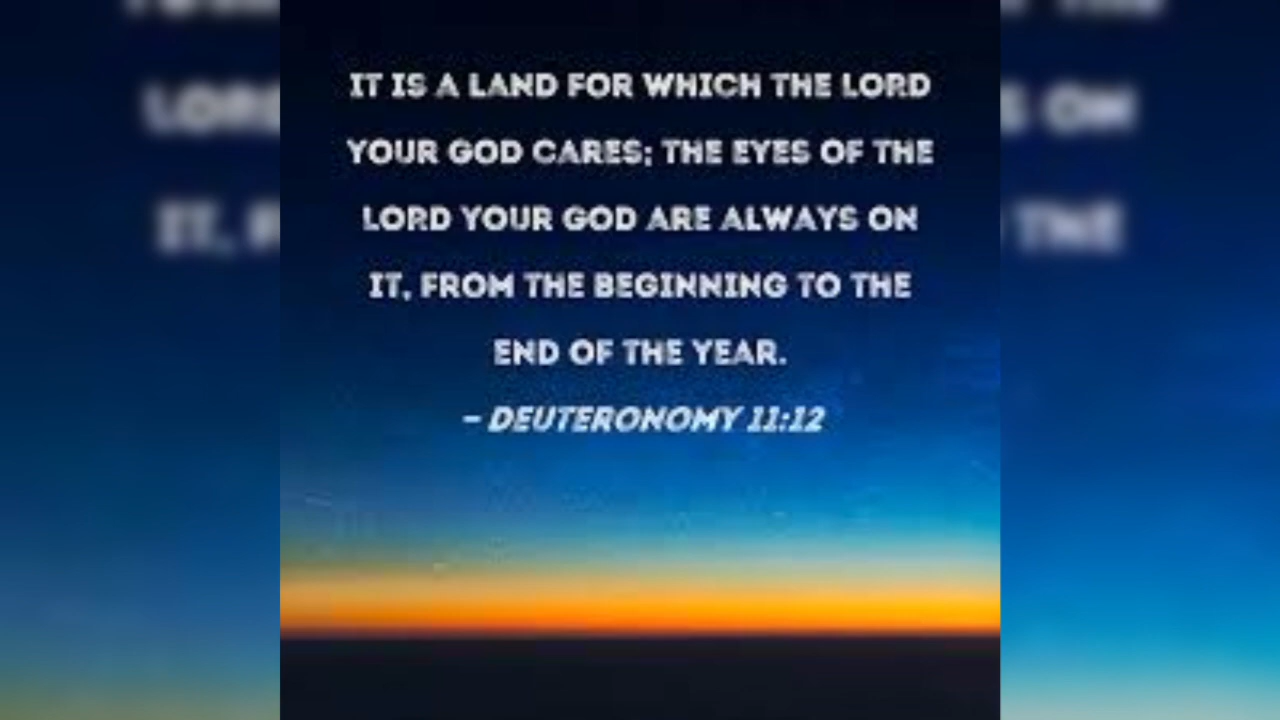 IT IS A LAND FOR WHICH THE LORD
YOUR GOD CARES; THE EYES OF THE
LORD YOUR GOD ARE ALWAYS ON
IT, FROM THE BEGINNING TO THE
END OF THE YEAR.
– DEUTERONOMY 11:12